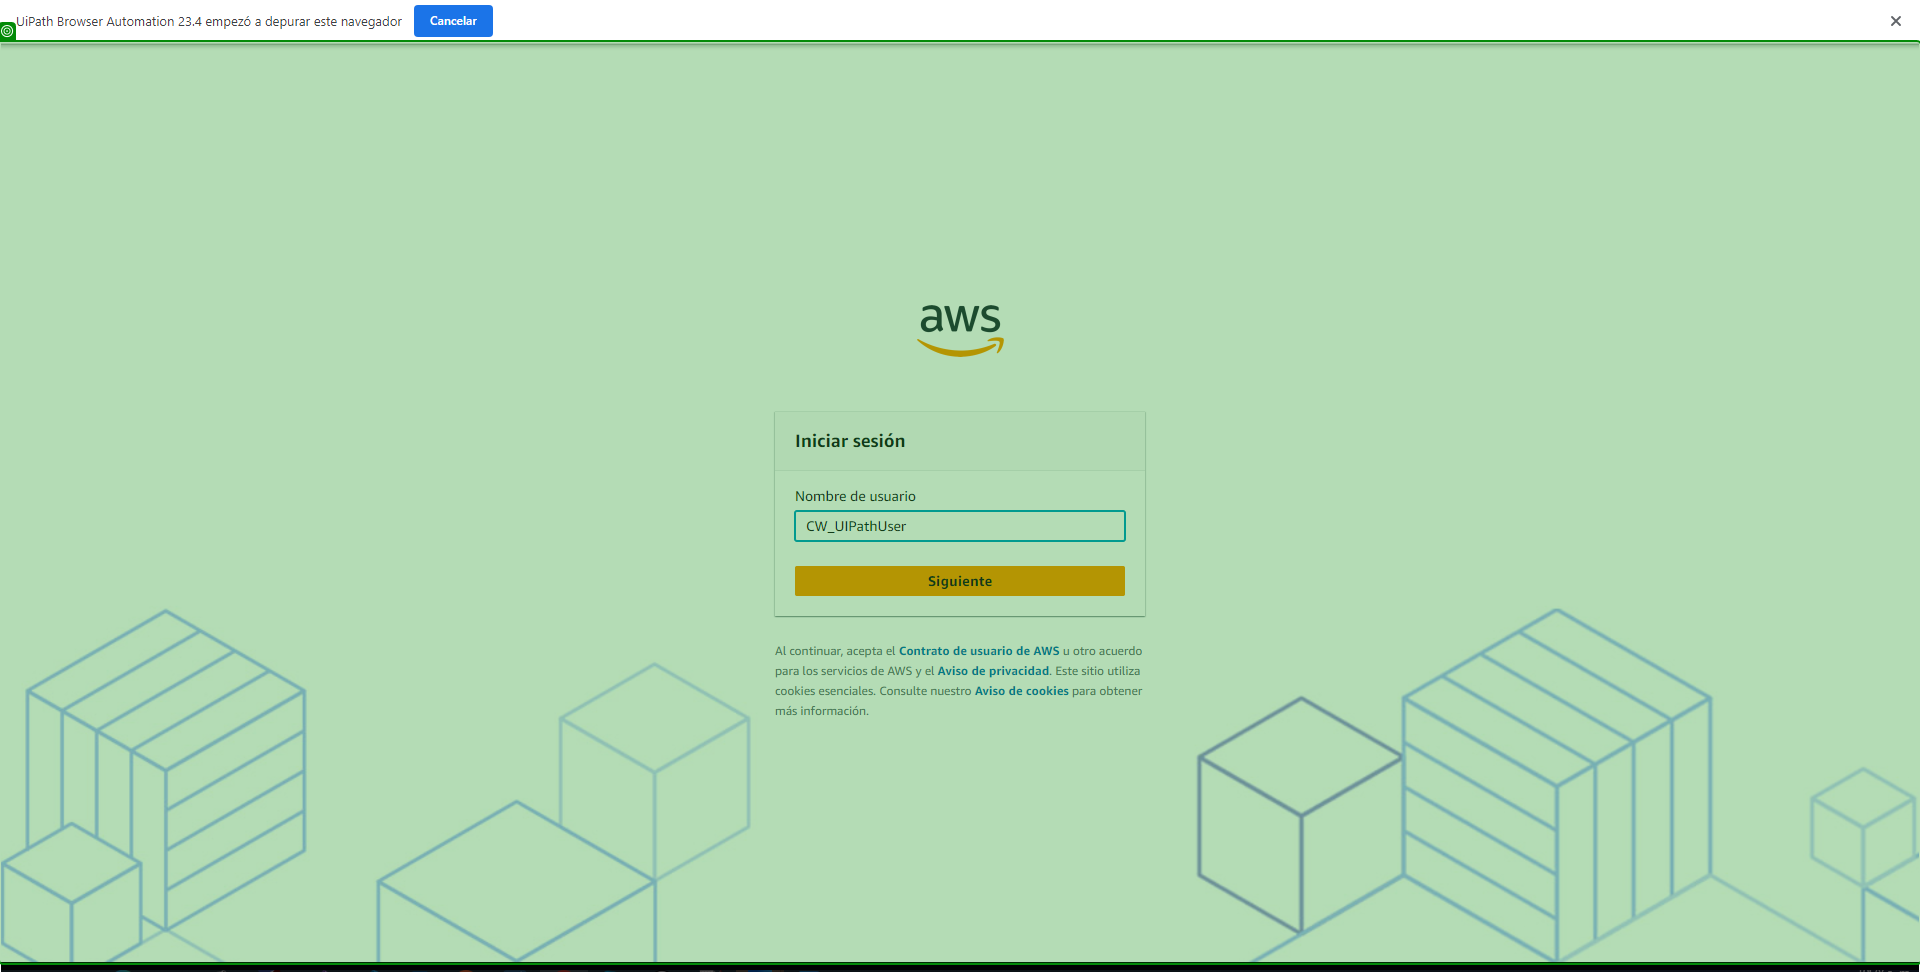 UiPath Browser Automation 23.4 empezó a depurar este navegador
Cancelar
aws
Iniciar sesión
Nombre de usuario
CW_UIPathUser
Siguiente
Al continuar, acepta el Contrato de usuario de AWS u otro acuerdo
para los servicios de AWS y el Aviso de privacidad. Este sitio utiliza
cookies esenciales. Consulte nuestro Aviso de cookies para obtener
más información.